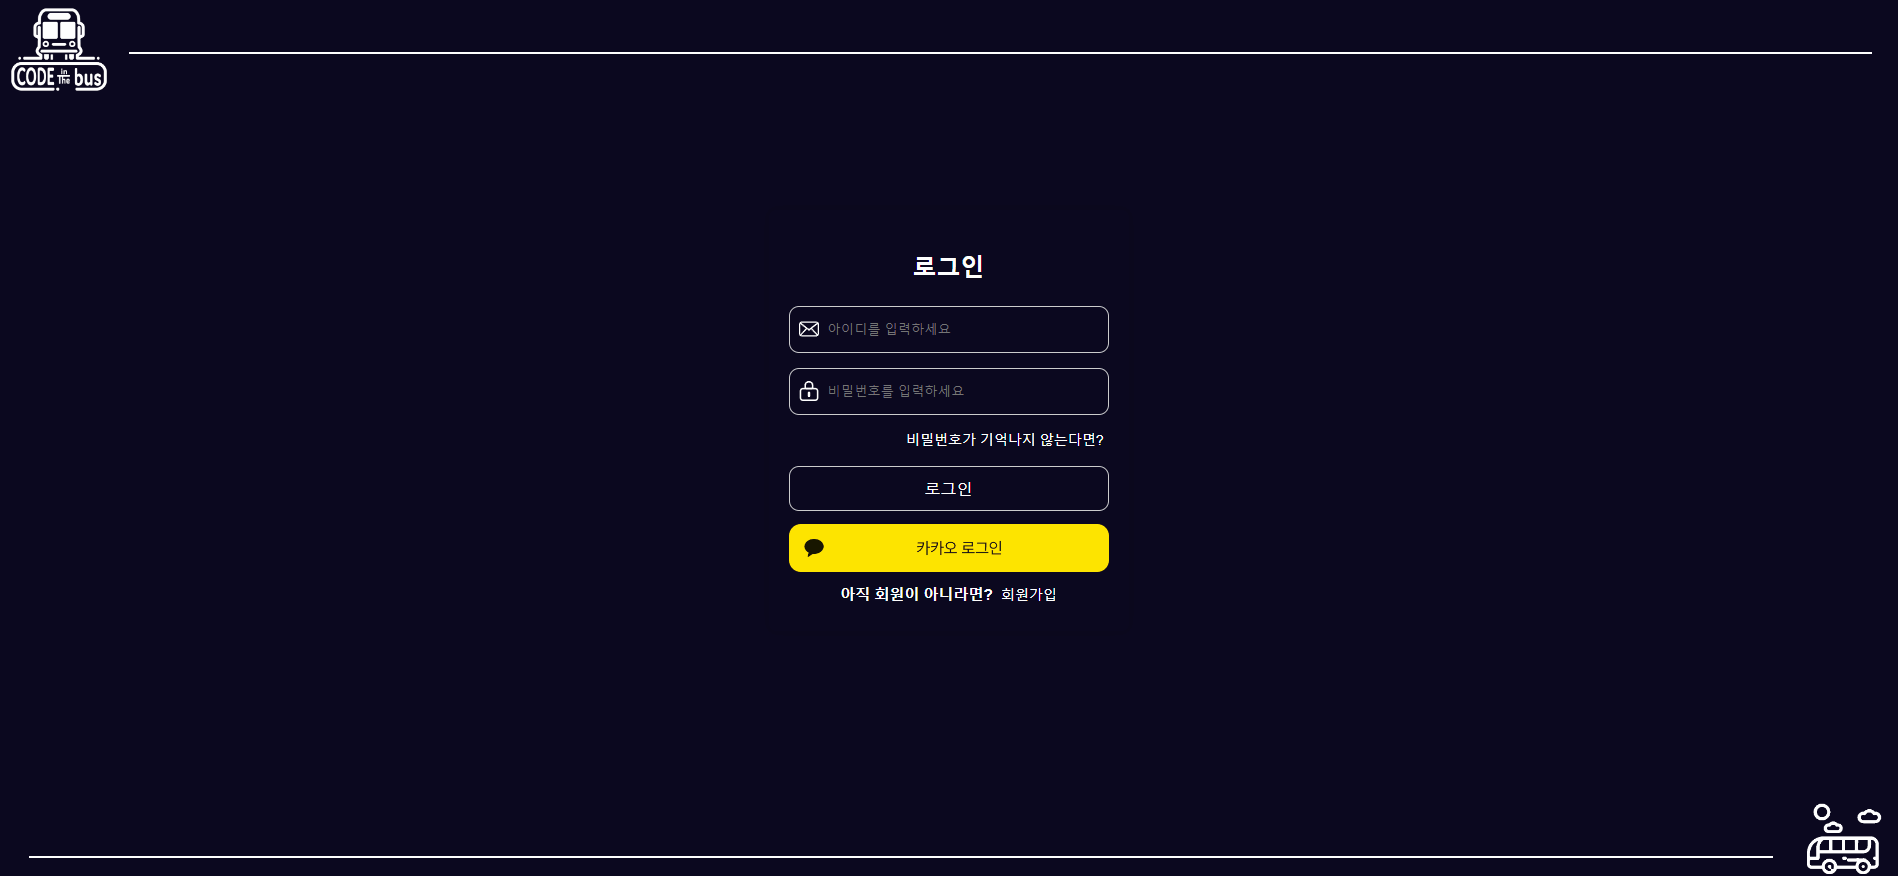 CODE in The bus
로그인
아이디를 입력하세요
비밀번호를 입력하세요
비밀번호가 기억나지 않는다면?
로그인
카카오 로그인
아직 회원이 아니라면? 회원가입